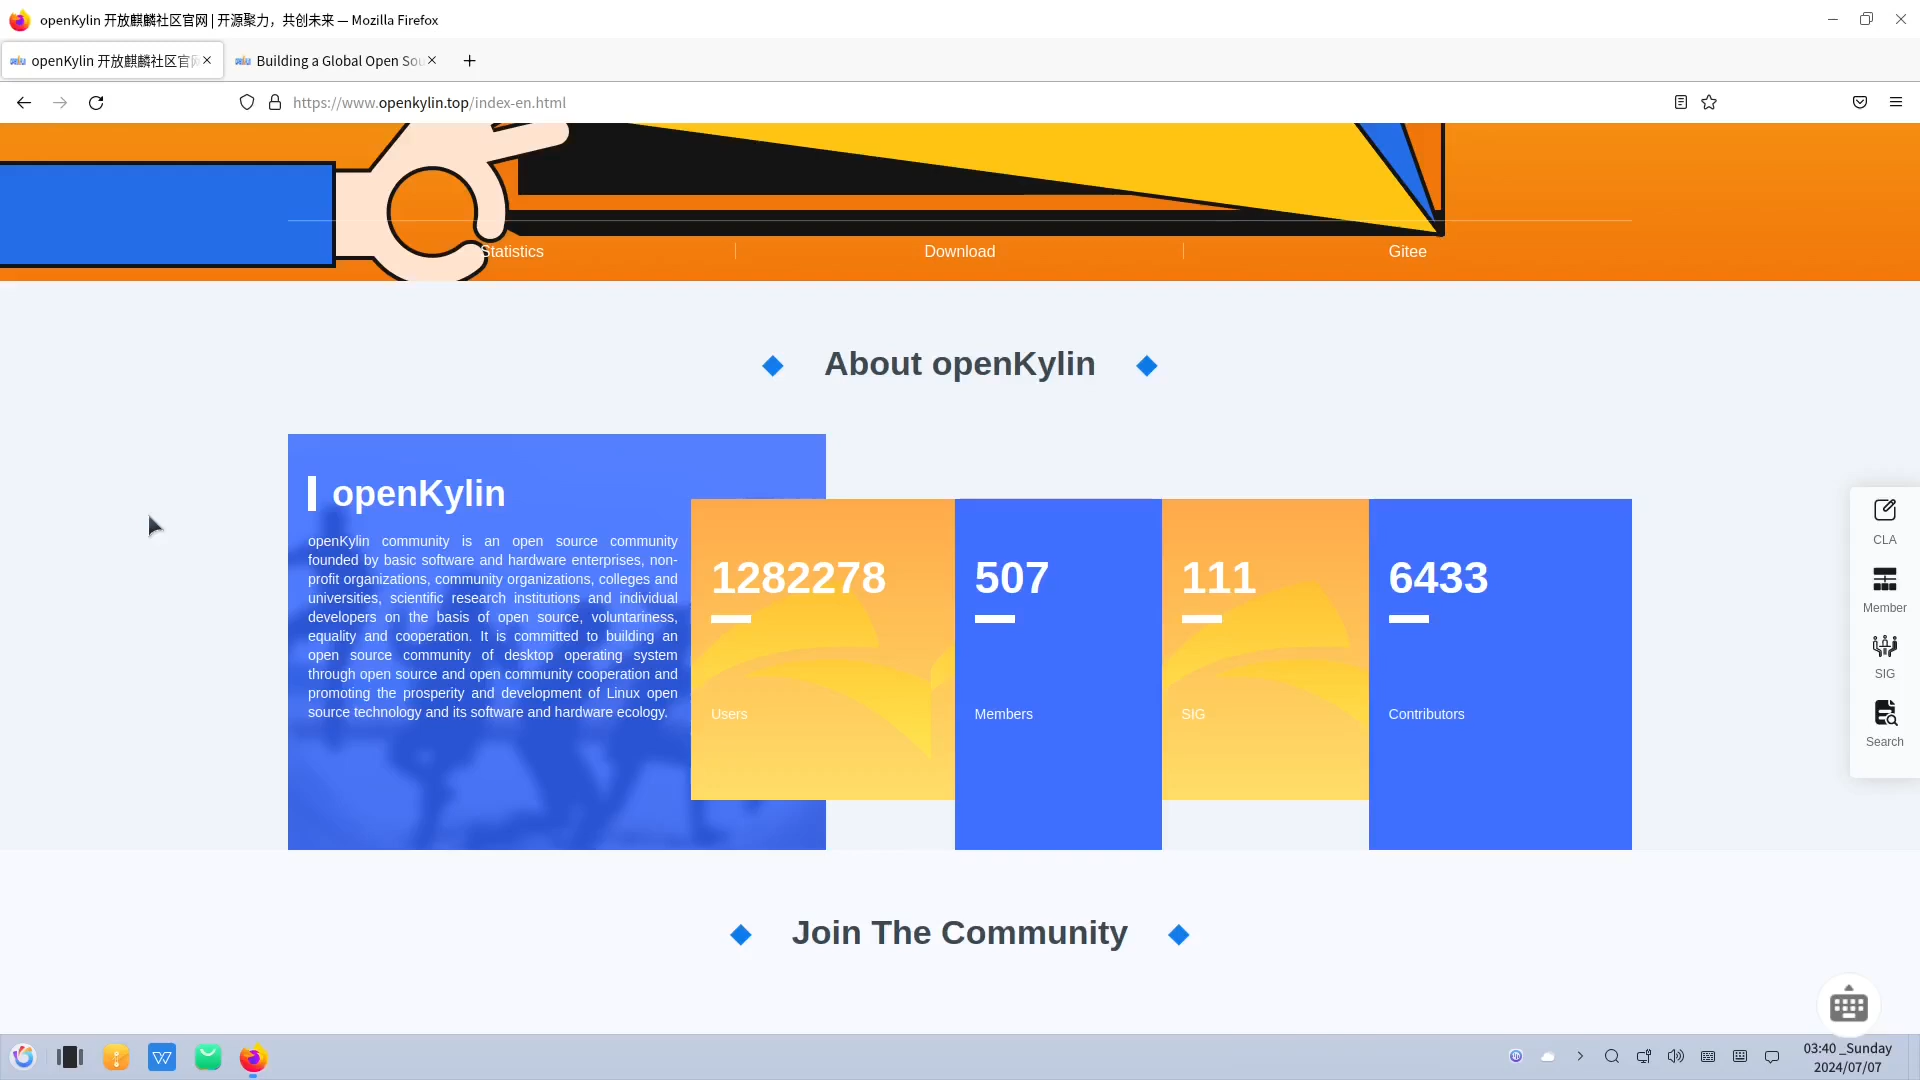 openKylin 开放麒麟社区官网 | 开源聚力，共创未来 — Mozilla Firefox
openKylin 开放麒麟社区官网
Building a Global Open Sou
https://www.openkylin.top/index-en.html
Statistics
Download
Gitee
About openKylin
openKylin
openKylin community is an open source community
founded by basic software and hardware enterprises, non-
profit organizations, community organizations, colleges and
universities, scientific research institutions and individual
developers on the basis of open source, voluntariness,
equality and cooperation. It is committed to building an
open source community of desktop operating system
through open source and open community cooperation and
promoting the prosperity and development of Linux open
source technology and its software and hardware ecology.
1282278
Users
507
Members
111
SIG
6433
Contributors
CLA
Member
SIG
Search
Join The Community
03:40 _Sunday
2024/07/07